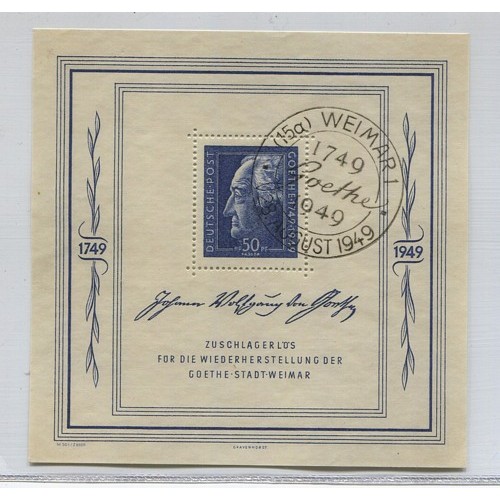 (15a) WEIMAR 1
1749
Goethe
1949
AUGUST 1949
DEUTSCHE·POST
GOETHE·1749·1949
50 PF
1749
1949
Johann Wolfgang von Goethe
ZUSCHLAGERLÖS
FÜR DIE WIEDERHERSTELLUNG DER
GOETHE-STADT-WEIMAR